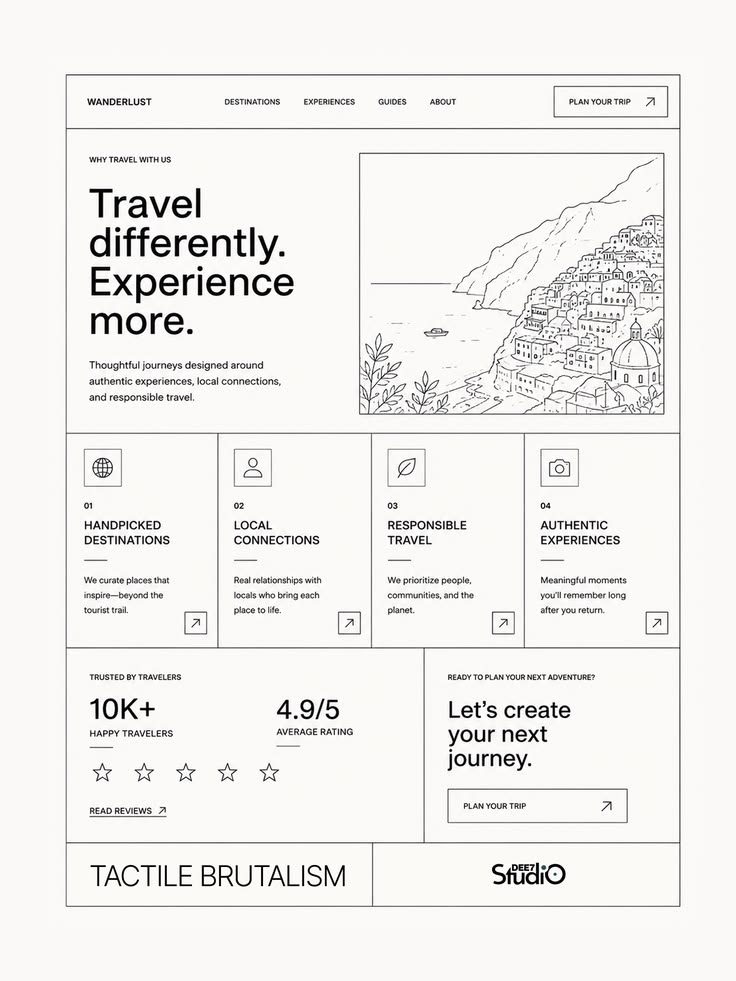 WANDERLUST
DESTINATIONS
EXPERIENCES
GUIDES
ABOUT
PLAN YOUR TRIP
WHY TRAVEL WITH US
Travel
differently.
Experience
more.
Thoughtful journeys designed around
authentic experiences, local connections,
and responsible travel.
01
HANDPICKED
DESTINATIONS
We curate places that
inspire—beyond the
tourist trail.
02
LOCAL
CONNECTIONS
Real relationships with
locals who bring each
place to life.
03
RESPONSIBLE
TRAVEL
We prioritize people,
communities, and the
planet.
04
AUTHENTIC
EXPERIENCES
Meaningful moments
you’ll remember long
after you return.
TRUSTED BY TRAVELERS
10K+
HAPPY TRAVELERS
4.9/5
AVERAGE RATING
READ REVIEWS
READY TO PLAN YOUR NEXT ADVENTURE?
Let’s create
your next
journey.
PLAN YOUR TRIP
TACTILE BRUTALISM
DEE7
StudiO